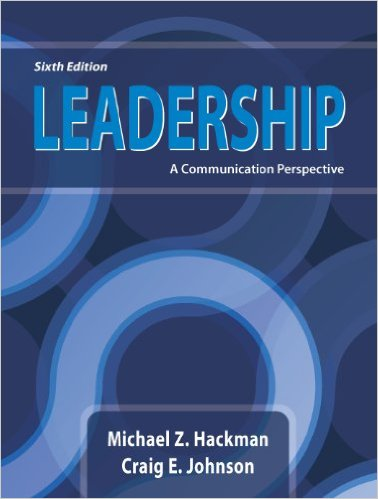 Sixth Edition
LEADERSHIP
A Communication Perspective
Michael Z. Hackman
Craig E. Johnson